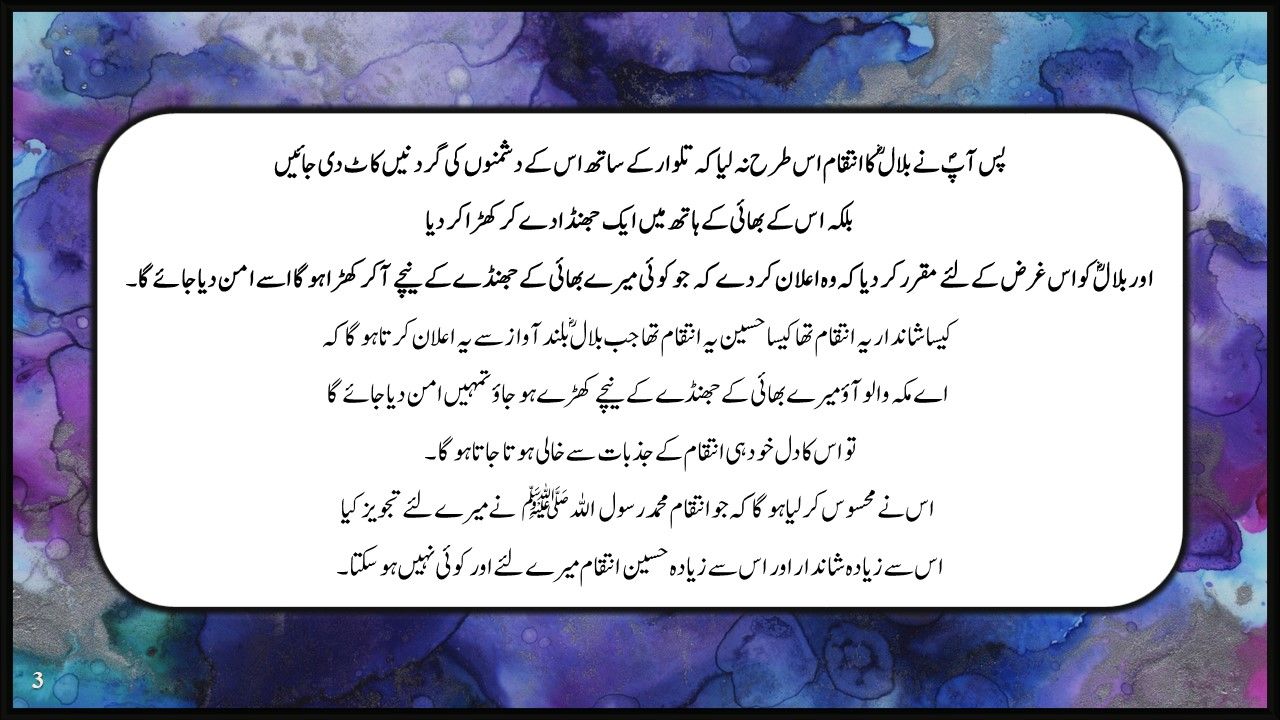 پس آپؐ نے بلالؓ کا انتقام اس طرح نہ لیا کہ تلوار کے ساتھ اس کے دشمنوں کی گردنیں کاٹ دی جائیں
بلکہ اس کے بھائی کے ہاتھ میں ایک جھنڈا دے کر کھڑا کر دیا
اور بلالؓ کو اس غرض کے لئے مقرر کر دیا کہ وہ اعلان کر دے کہ جو کوئی میرے بھائی کے جھنڈے کے نیچے آ کر کھڑا ہو گا اسے امن دیا جائے گا۔
کیسا شاندار یہ انتقام تھا کیسا حسین یہ انتقام تھا جب بلالؓ بلند آواز سے یہ اعلان کرتا ہو گا کہ
اے مکہ والو آؤ میرے بھائی کے جھنڈے کے نیچے کھڑے ہو جاؤ تمہیں امن دیا جائے گا
تو اس کا دل خود ہی انتقام کے جذبات سے خالی ہوتا جاتا ہو گا۔
اس نے محسوس کر لیا ہو گا کہ جو انتقام محمد رسول اللہ ﷺ نے میرے لئے تجویز کیا
اس سے زیادہ شاندار اور اس سے زیادہ حسین انتقام میرے لئے اور کوئی نہیں ہو سکتا۔
3